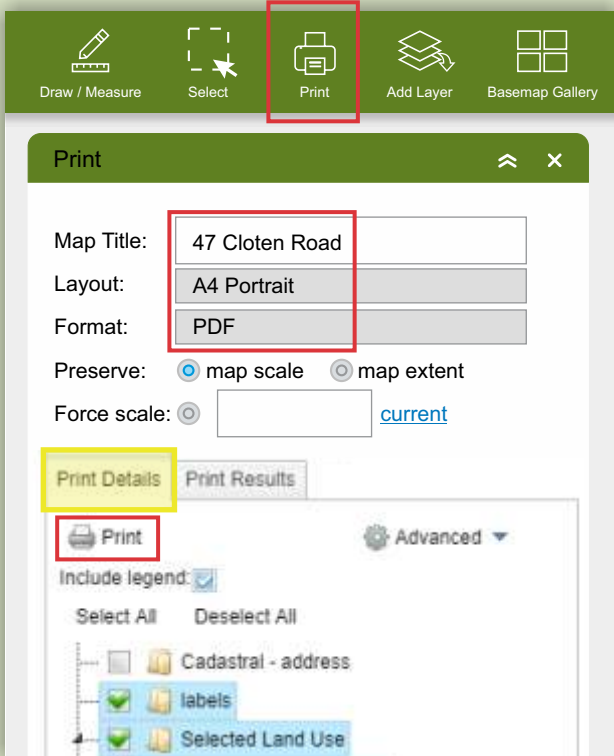 Draw / Measure Select Print Add Layer Basemap Gallery
Print
Map Title: 47 Cloten Road
Layout: A4 Portrait
Format: PDF
Preserve: map scale map extent
Force scale: current
Print Details Print Results
Print Advanced
Include legend:
Select All Deselect All
Cadastral - address
labels
Selected Land Use